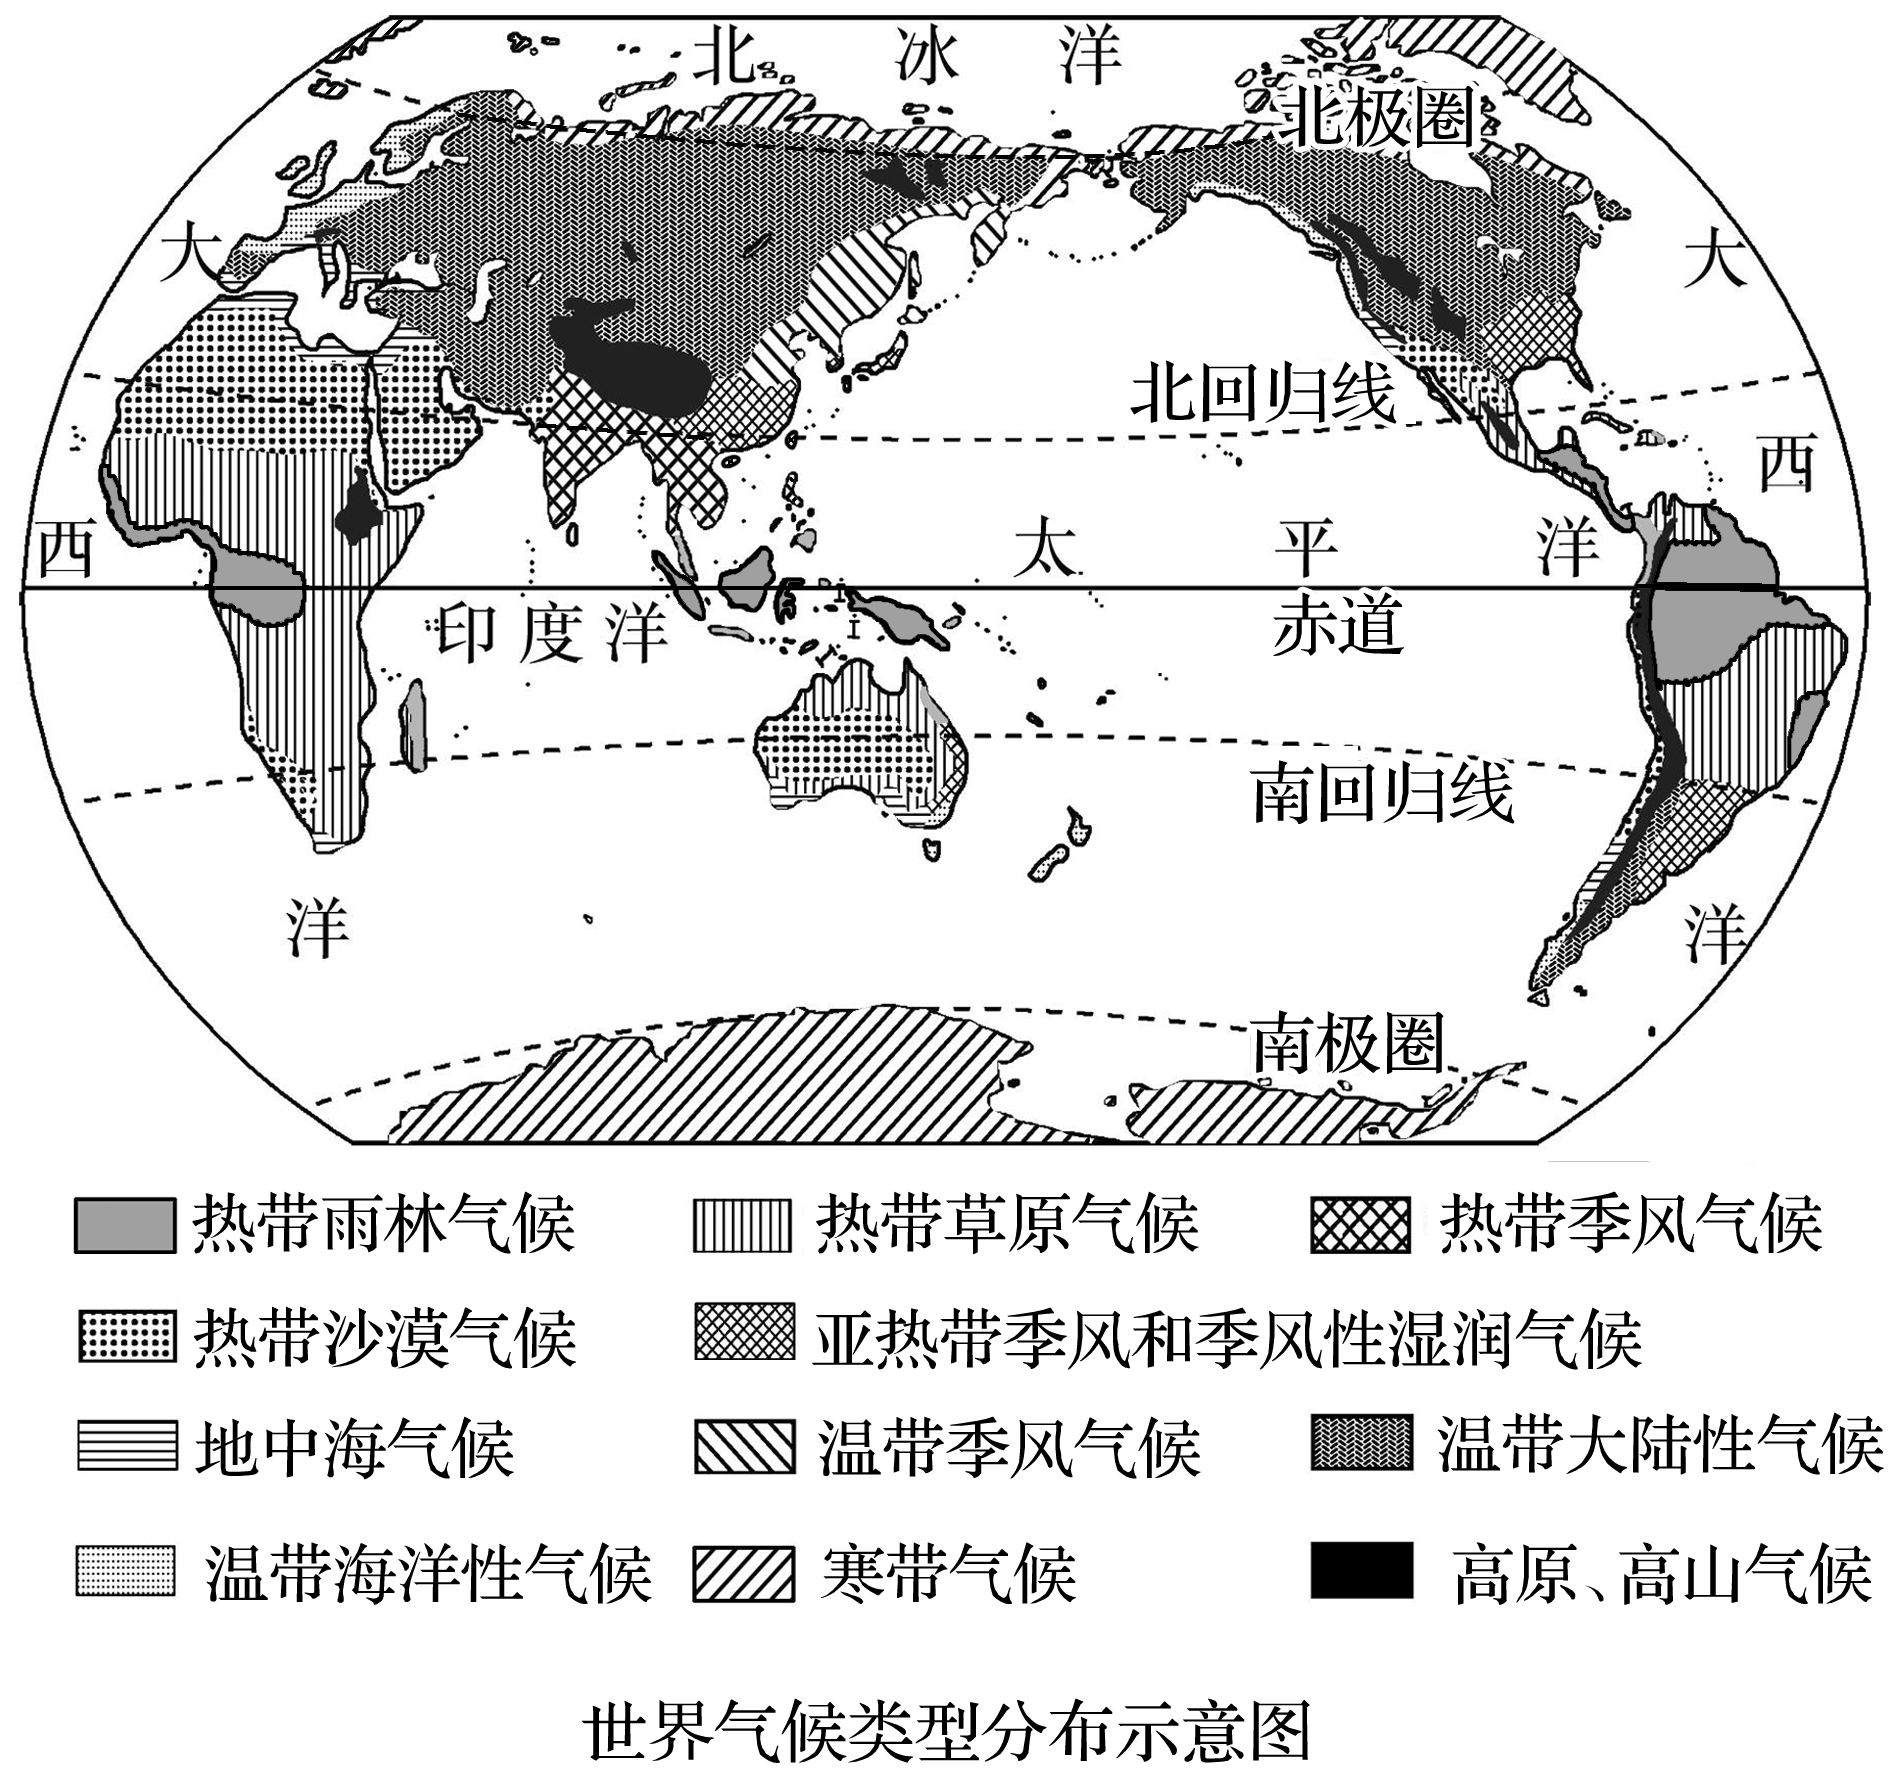 北 冰 洋
北极圈
大
大
北回归线
西
西
太 平 洋
印度洋
赤道
南回归线
洋
洋
南极圈
热带雨林气候
热带草原气候
热带季风气候
热带沙漠气候
亚热带季风和季风性湿润气候
地中海气候
温带季风气候
温带大陆性气候
温带海洋性气候
寒带气候
高原、高山气候
世界气候类型分布示意图